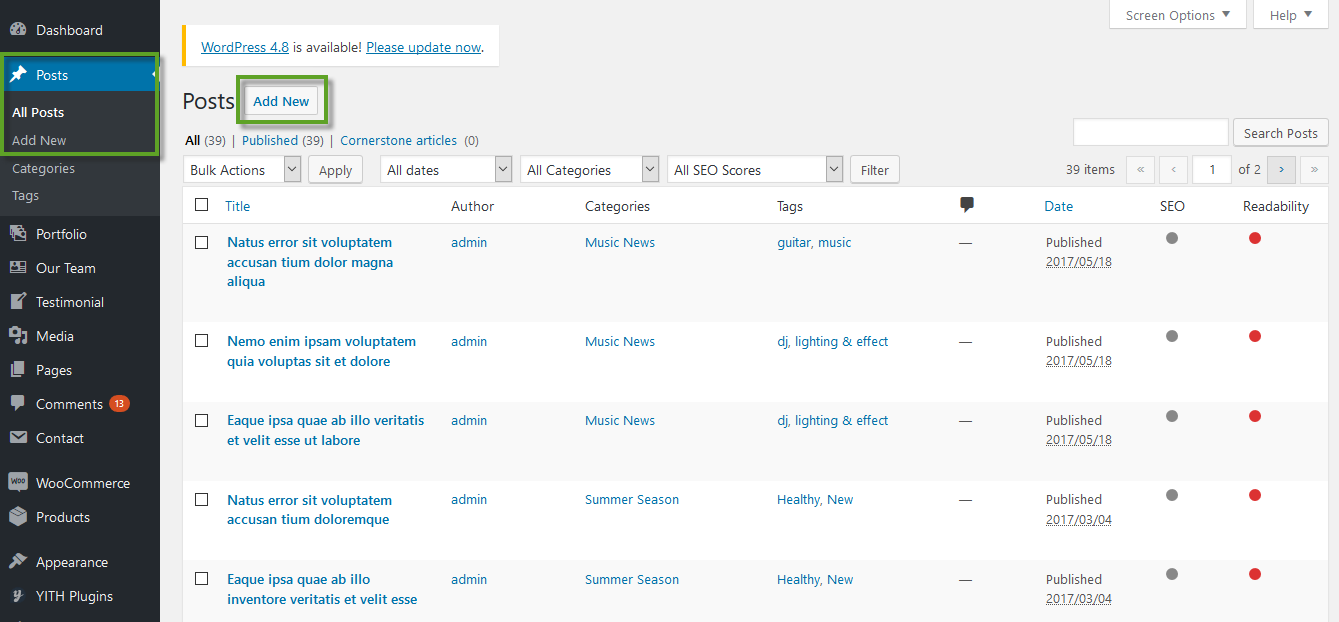 Screen Options Help
Dashboard
Posts
All Posts
Add New
Categories
Tags
Portfolio
Our Team
Testimonial
Media
Pages
Comments 13
Contact
WOO WooCommerce
Products
Appearance
YITH Plugins
WordPress 4.8 is available! Please update now.
Posts Add New
All (39) | Published (39) | Cornerstone articles (0)
Search Posts
Bulk Actions Apply All dates All Categories All SEO Scores Filter 39 items « ‹ 1 of 2 › »
Title Author Categories Tags Date SEO Readability
Natus error sit voluptatem admin Music News guitar, music — Published
accusan tium dolor magna 2017/05/18
aliqua
Nemo enim ipsam voluptatem admin Music News dj, lighting & effect — Published
quia voluptas sit et dolore 2017/05/18
Eaque ipsa quae ab illo veritatis admin Music News dj, lighting & effect — Published
et velit esse ut labore 2017/05/18
Natus error sit voluptatem admin Summer Season Healthy, New — Published
accusan tium doloremque 2017/03/04
Eaque ipsa quae ab illo admin Summer Season Healthy, New — Published
inventore veritatis et velit esse 2017/03/04